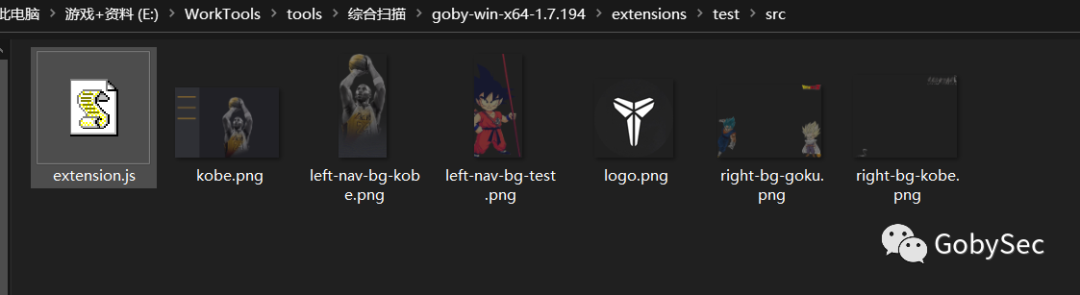 此电脑 › 游戏+资料 (E:) › WorkTools › tools › 综合扫描 › goby-win-x64-1.7.194 › extensions › test › src
extension.js
kobe.png
left-nav-bg-kob
e.png
left-nav-bg-test
.png
logo.png
right-bg-goku.
png
right-bg-kobe.
png
GobySec